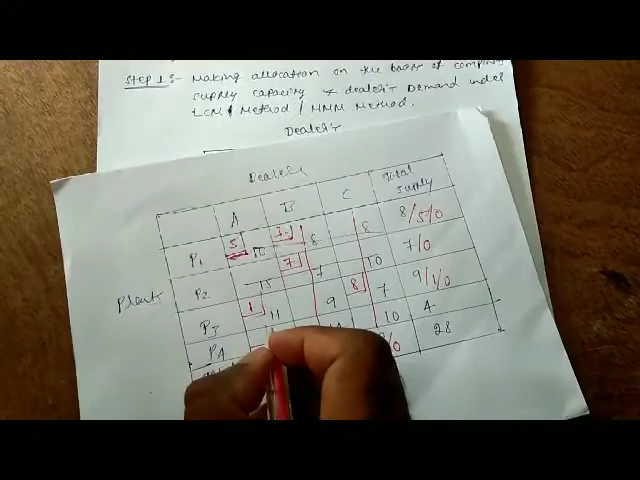 Step 1:- Making allocation on the basis of company
supply capacity & dealer's Demand under
LCM Method / MMM Method.
Dealer's
Dealers
A B C Total
supply
P1 5 10 3 8 8 8/5/0
P2 15 7 7 10 7/0
P3 1 11 9 8 7 9/1/0
P4 10 4
28
Plants